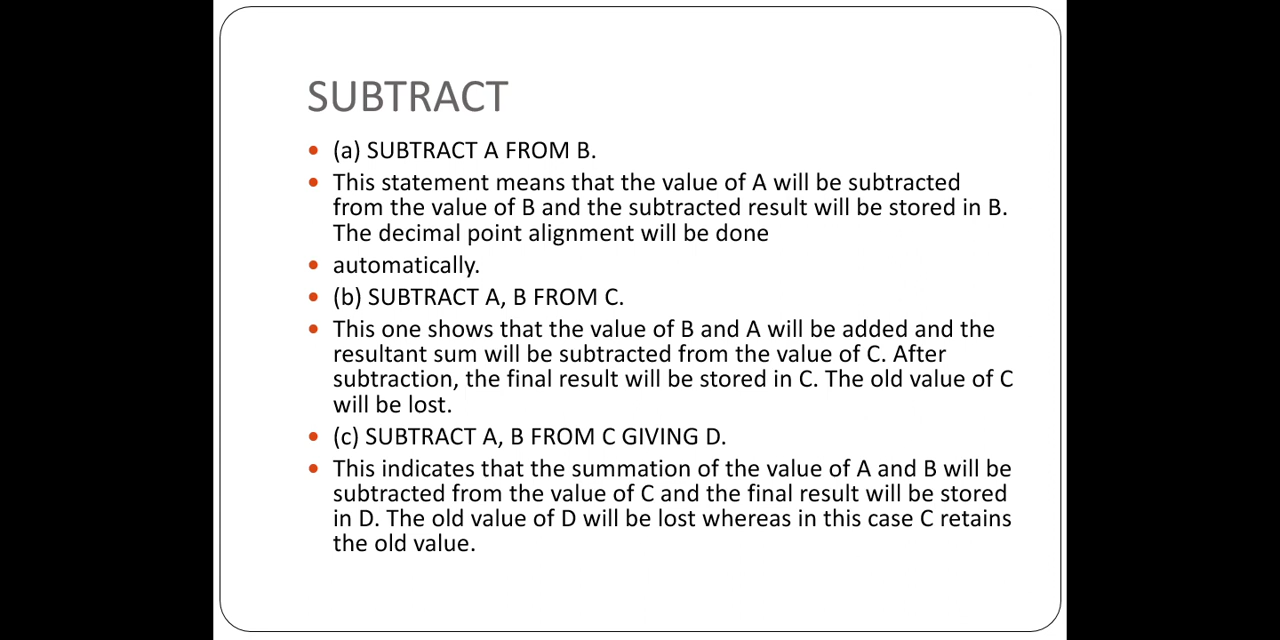 SUBTRACT
• (a) SUBTRACT A FROM B.
• This statement means that the value of A will be subtracted
from the value of B and the subtracted result will be stored in B.
The decimal point alignment will be done
• automatically.
• (b) SUBTRACT A, B FROM C.
• This one shows that the value of B and A will be added and the
resultant sum will be subtracted from the value of C. After
subtraction, the final result will be stored in C. The old value of C
will be lost.
• (c) SUBTRACT A, B FROM C GIVING D.
• This indicates that the summation of the value of A and B will be
subtracted from the value of C and the final result will be stored
in D. The old value of D will be lost whereas in this case C retains
the old value.